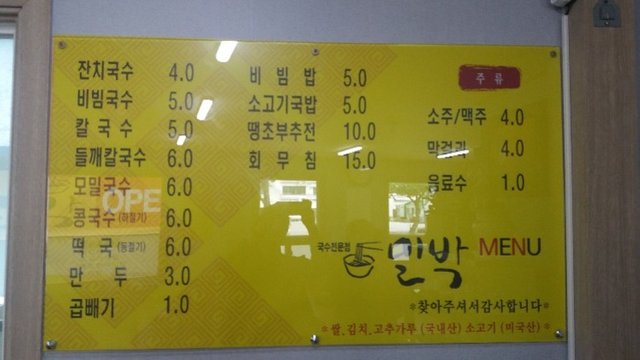 잔치국수 4.0
비빔국수 5.0
칼국수 5.0
들깨칼국수 6.0
모밀국수 6.0
콩국수(하절기) 6.0
떡국(동절기) 6.0
만두 3.0
곱빼기 1.0
비빔밥 5.0
소고기국밥 5.0
땡초부추전 10.0
회무침 15.0
주류
소주/맥주 4.0
막걸리 4.0
음료수 1.0
OPE
국수전문점 밀박 MENU
*찾아주셔서감사합니다*
*쌀,김치,고추가루(국내산) 소고기(미국산)*